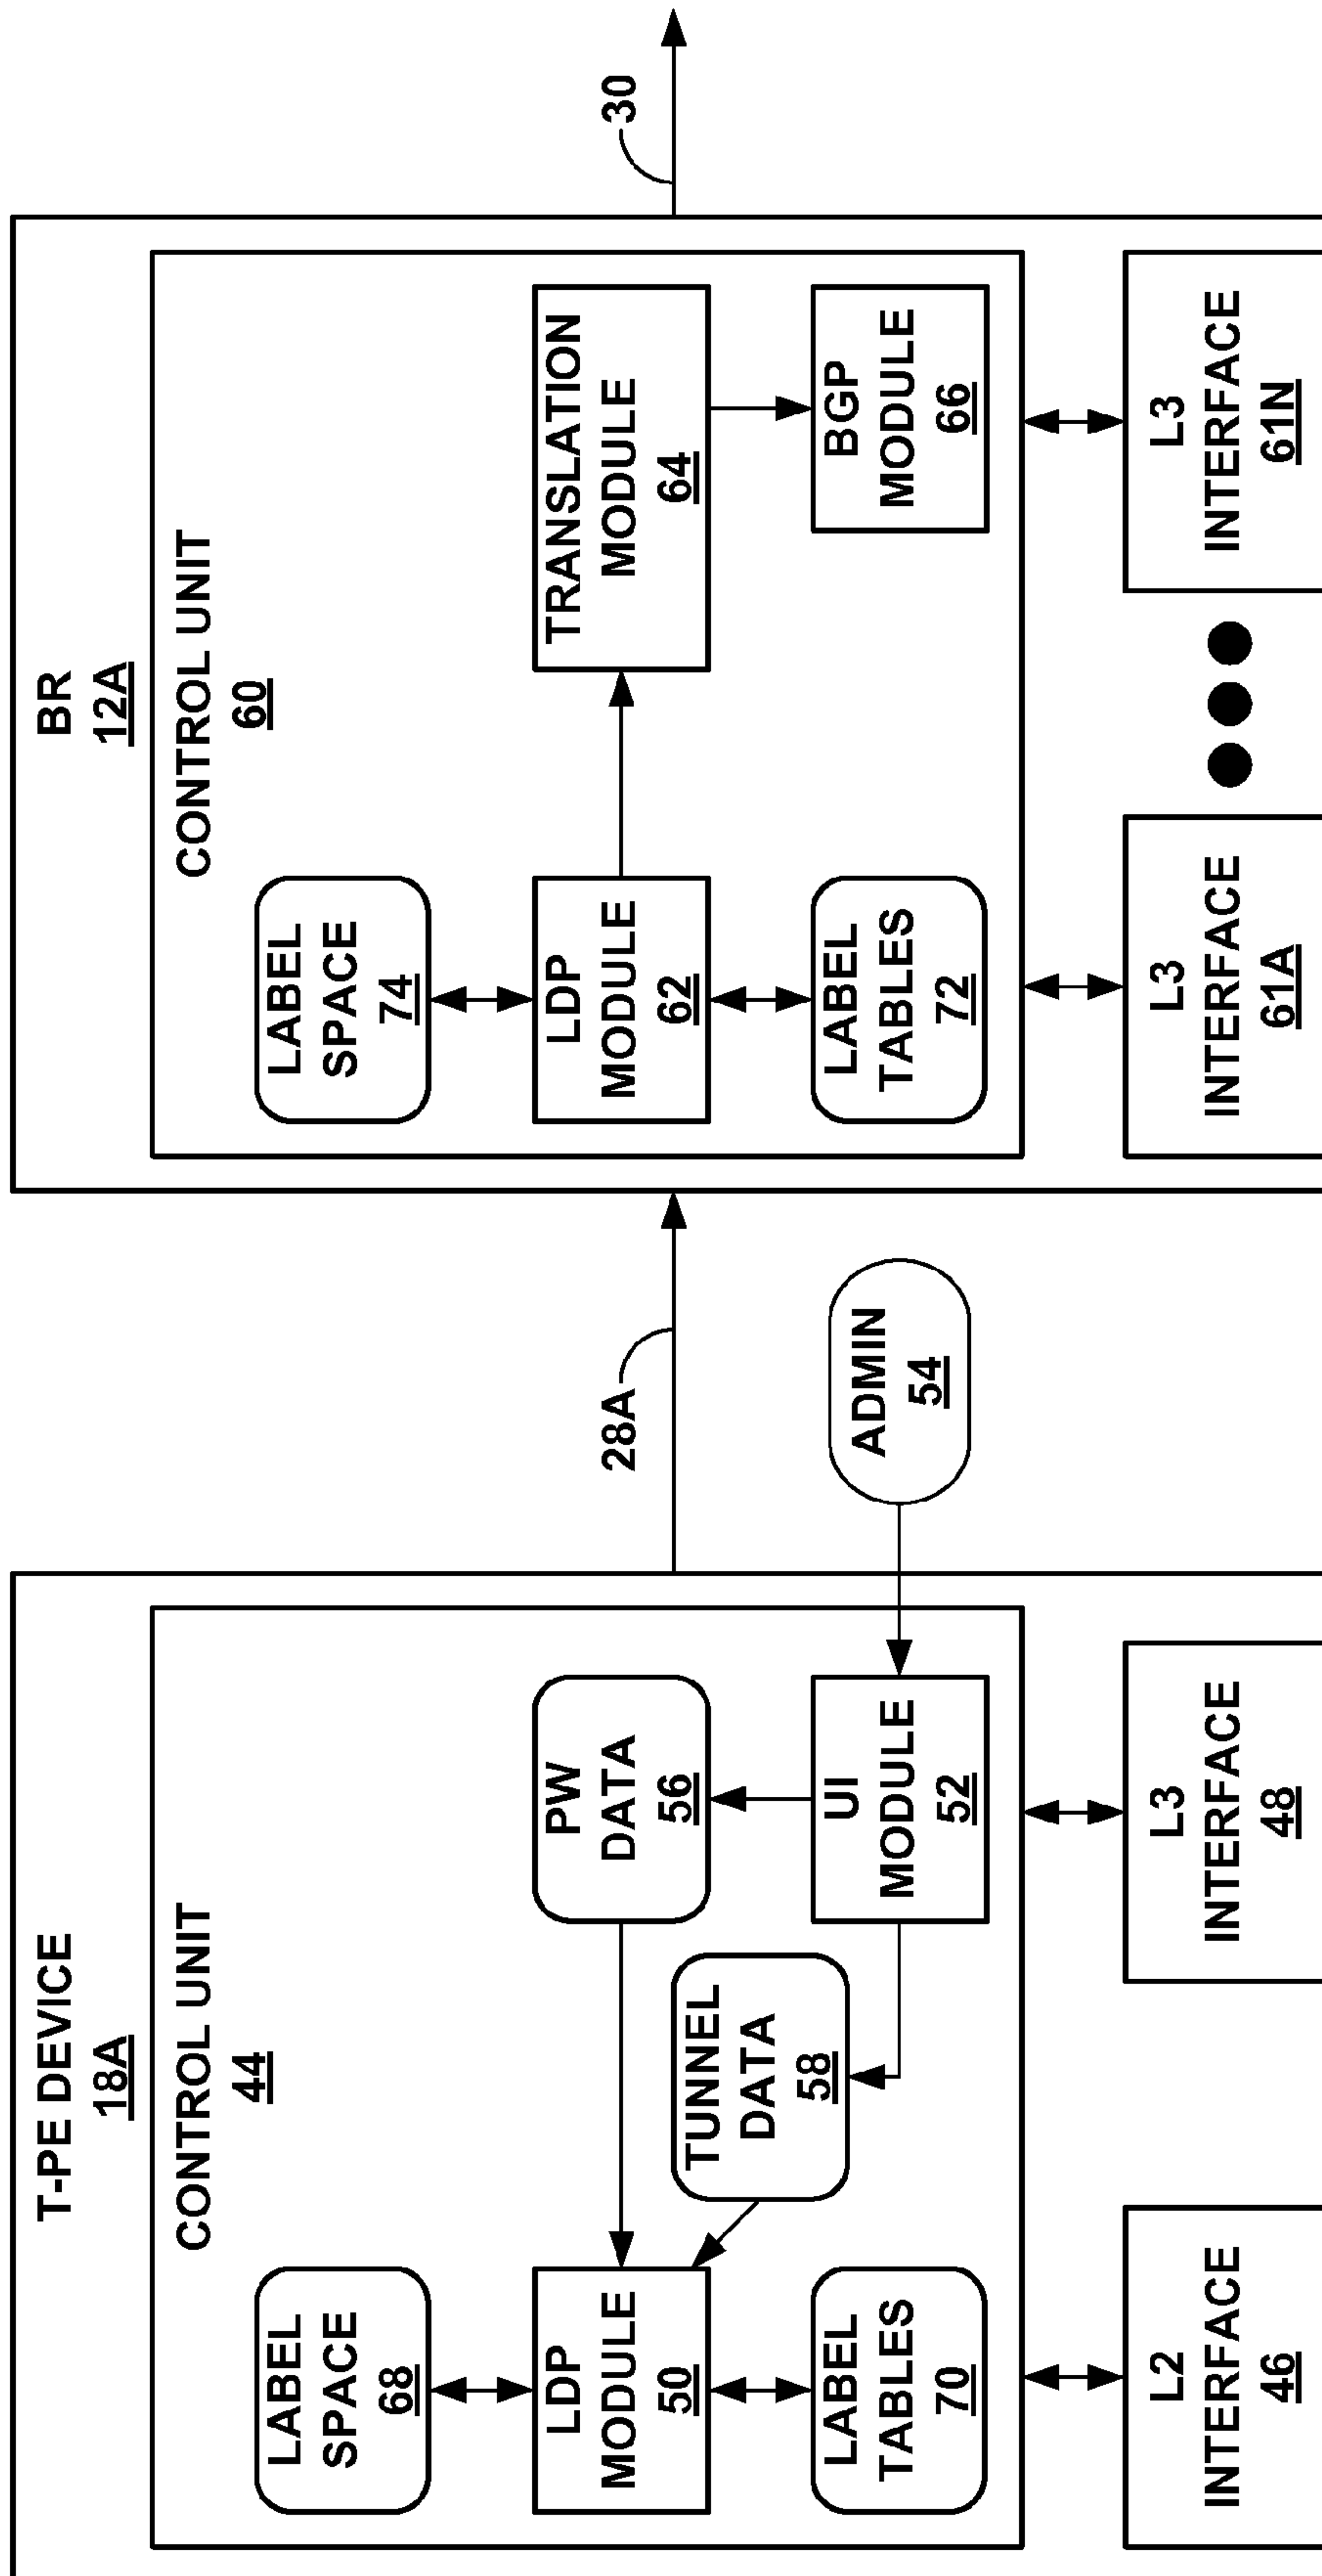 T-PE DEVICE
18A
CONTROL UNIT
44
LABEL
SPACE
68
LDP
MODULE
50
LABEL
TABLES
70
PW
DATA
56
TUNNEL
DATA
58
UI
MODULE
52
L2
INTERFACE
46
L3
INTERFACE
48
28A
ADMIN
54
BR
12A
CONTROL UNIT
60
LABEL
SPACE
74
LDP
MODULE
62
LABEL
TABLES
72
TRANSLATION
MODULE
64
BGP
MODULE
66
L3
INTERFACE
61A
L3
INTERFACE
61N
30